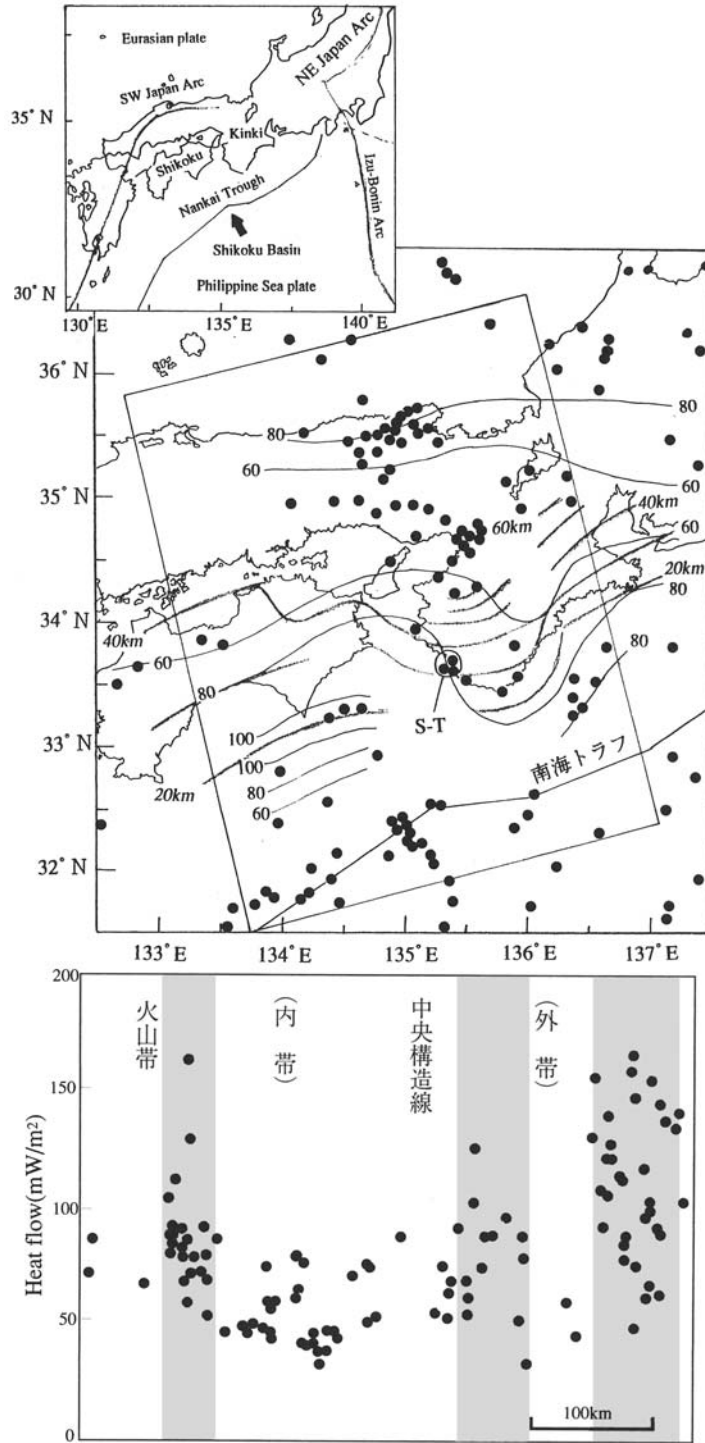 Eurasian plate
NE Japan Arc
SW Japan Arc
35° N
Kinki
Shikoku
Izu-Bonin Arc
Nankai Trough
Shikoku Basin
Philippine Sea plate
30° N
130° E
135° E
140° E
36° N
80
80
60
35° N
60km
40km
60
60
20km
34° N
80
40km
60
80
80
S-T
100
33° N
100
南海トラフ
20km
80
60
32° N
133°E
134°E
135°E
136°E
137°E
200
火山帯
(内帯)
中央構造線
(外帯)
150
Heat flow(mW/m²)
100
50
100km
0